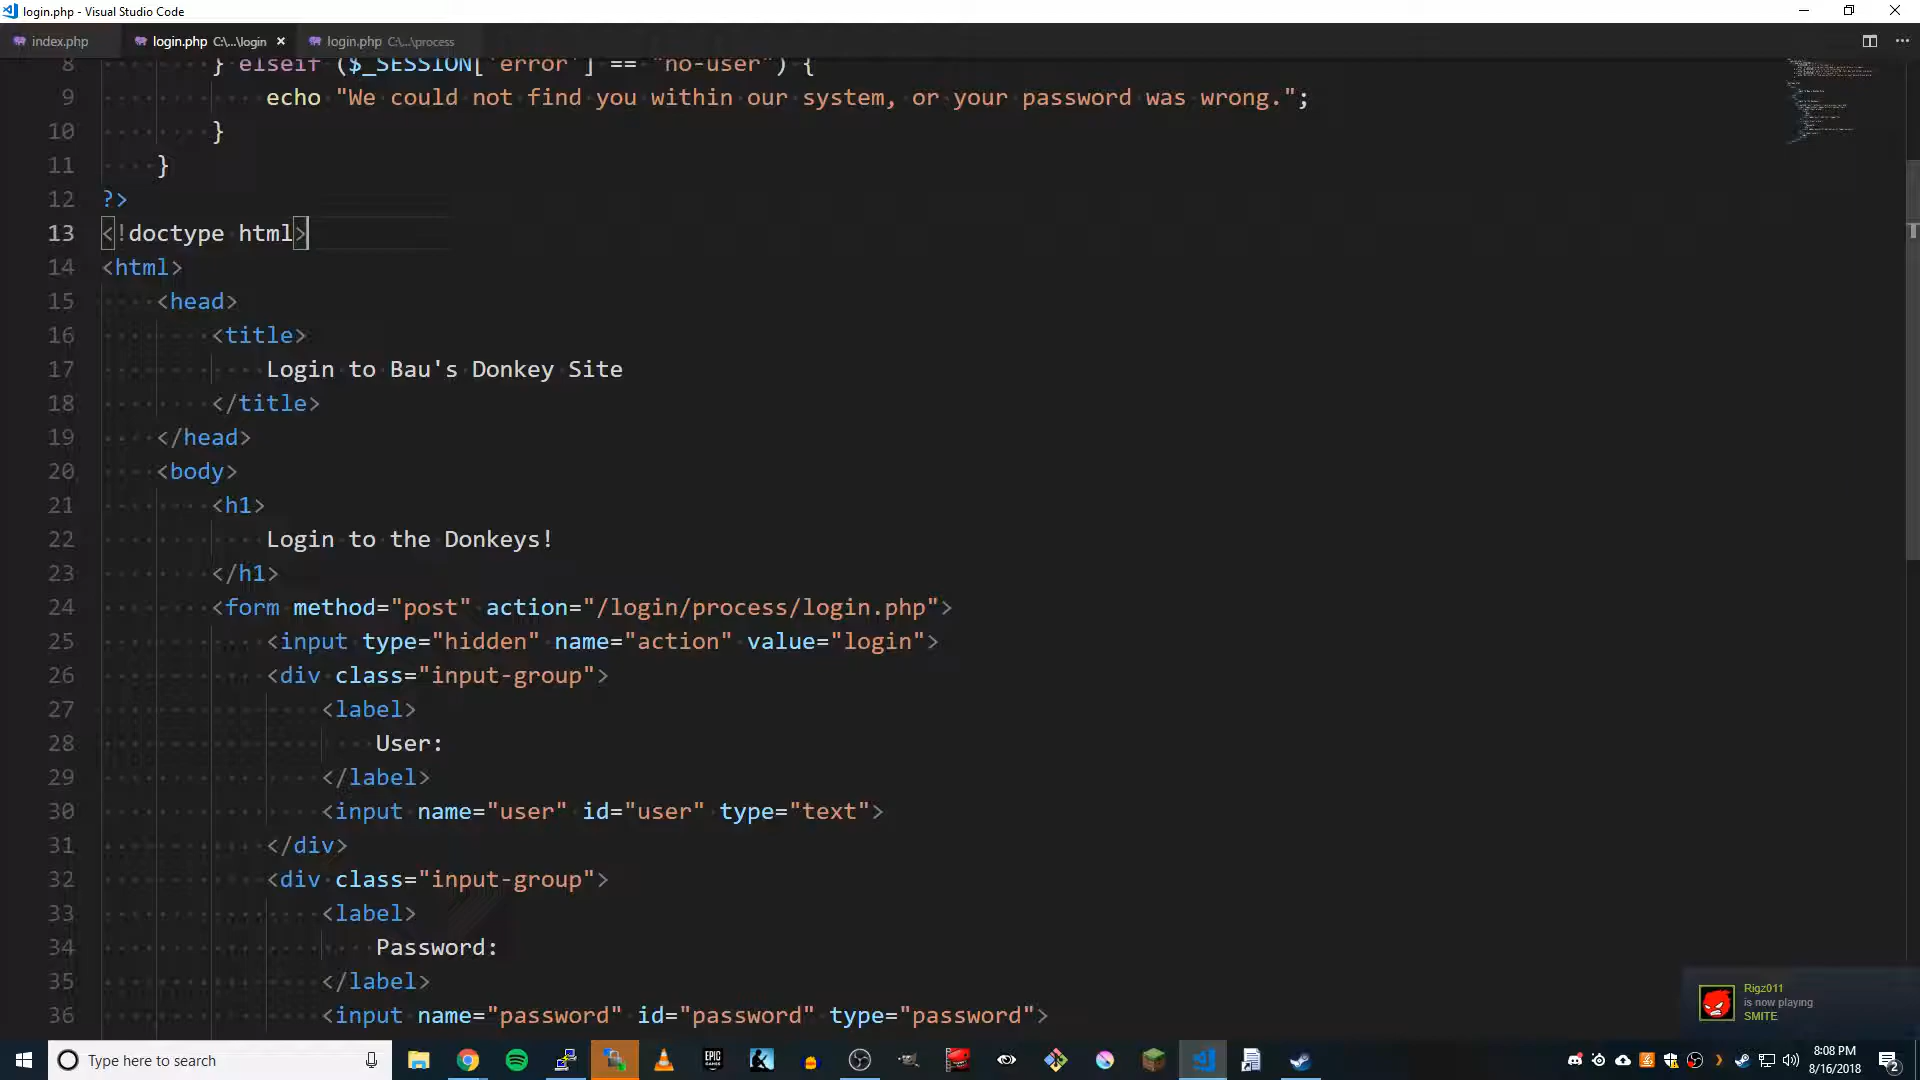 login.php - Visual Studio Code
index.php login.php C:\...\login × login.php C:\...\process
8 } elseif ($_SESSION['error'] == "no-user") {
9 echo "We could not find you within our system, or your password was wrong.";
10 }
11 }
12 ?>
13 <!doctype html>
14 <html>
15 <head>
16 <title>
17 Login to Bau's Donkey Site
18 </title>
19 </head>
20 <body>
21 <h1>
22 Login to the Donkeys!
23 </h1>
24 <form method="post" action="/login/process/login.php">
25 <input type="hidden" name="action" value="login">
26 <div class="input-group">
27 <label>
28 User:
29 </label>
30 <input name="user" id="user" type="text">
31 </div>
32 <div class="input-group">
33 <label>
34 Password:
35 </label>
36 <input name="password" id="password" type="password">
Rigz011
is now playing
SMITE
Type here to search
EPIC GAMES
8:08 PM
8/16/2018
2